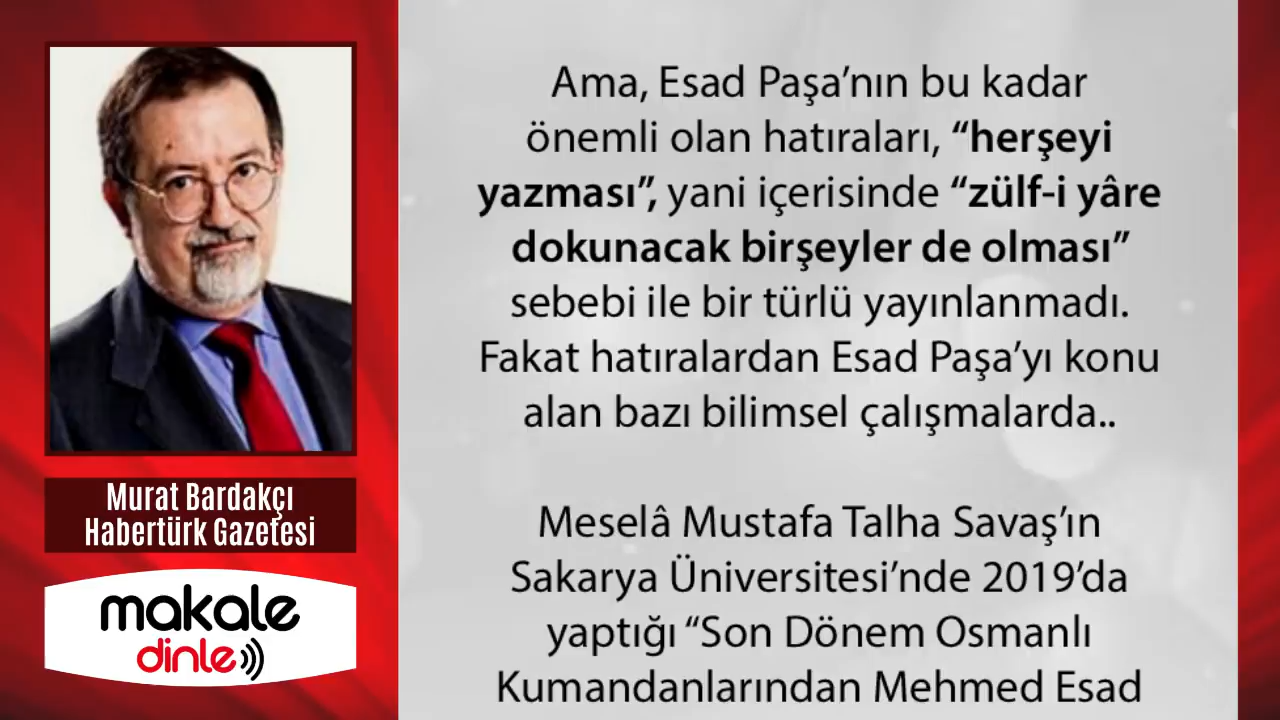 Murat Bardakçı
Habertürk Gazetesi
makale
dinle
Ama, Esad Paşa’nın bu kadar
önemli olan hatıraları, “herşeyi
yazması”, yani içerisinde “zülf-i yâre
dokunacak birşeyler de olması”
sebebi ile bir türlü yayınlanmadı.
Fakat hatıralardan Esad Paşa’yı konu
alan bazı bilimsel çalışmalarda..
Meselâ Mustafa Talha Savaş’ın
Sakarya Üniversitesi’nde 2019’da
yaptığı “Son Dönem Osmanlı
Kumandanlarından Mehmed Esad